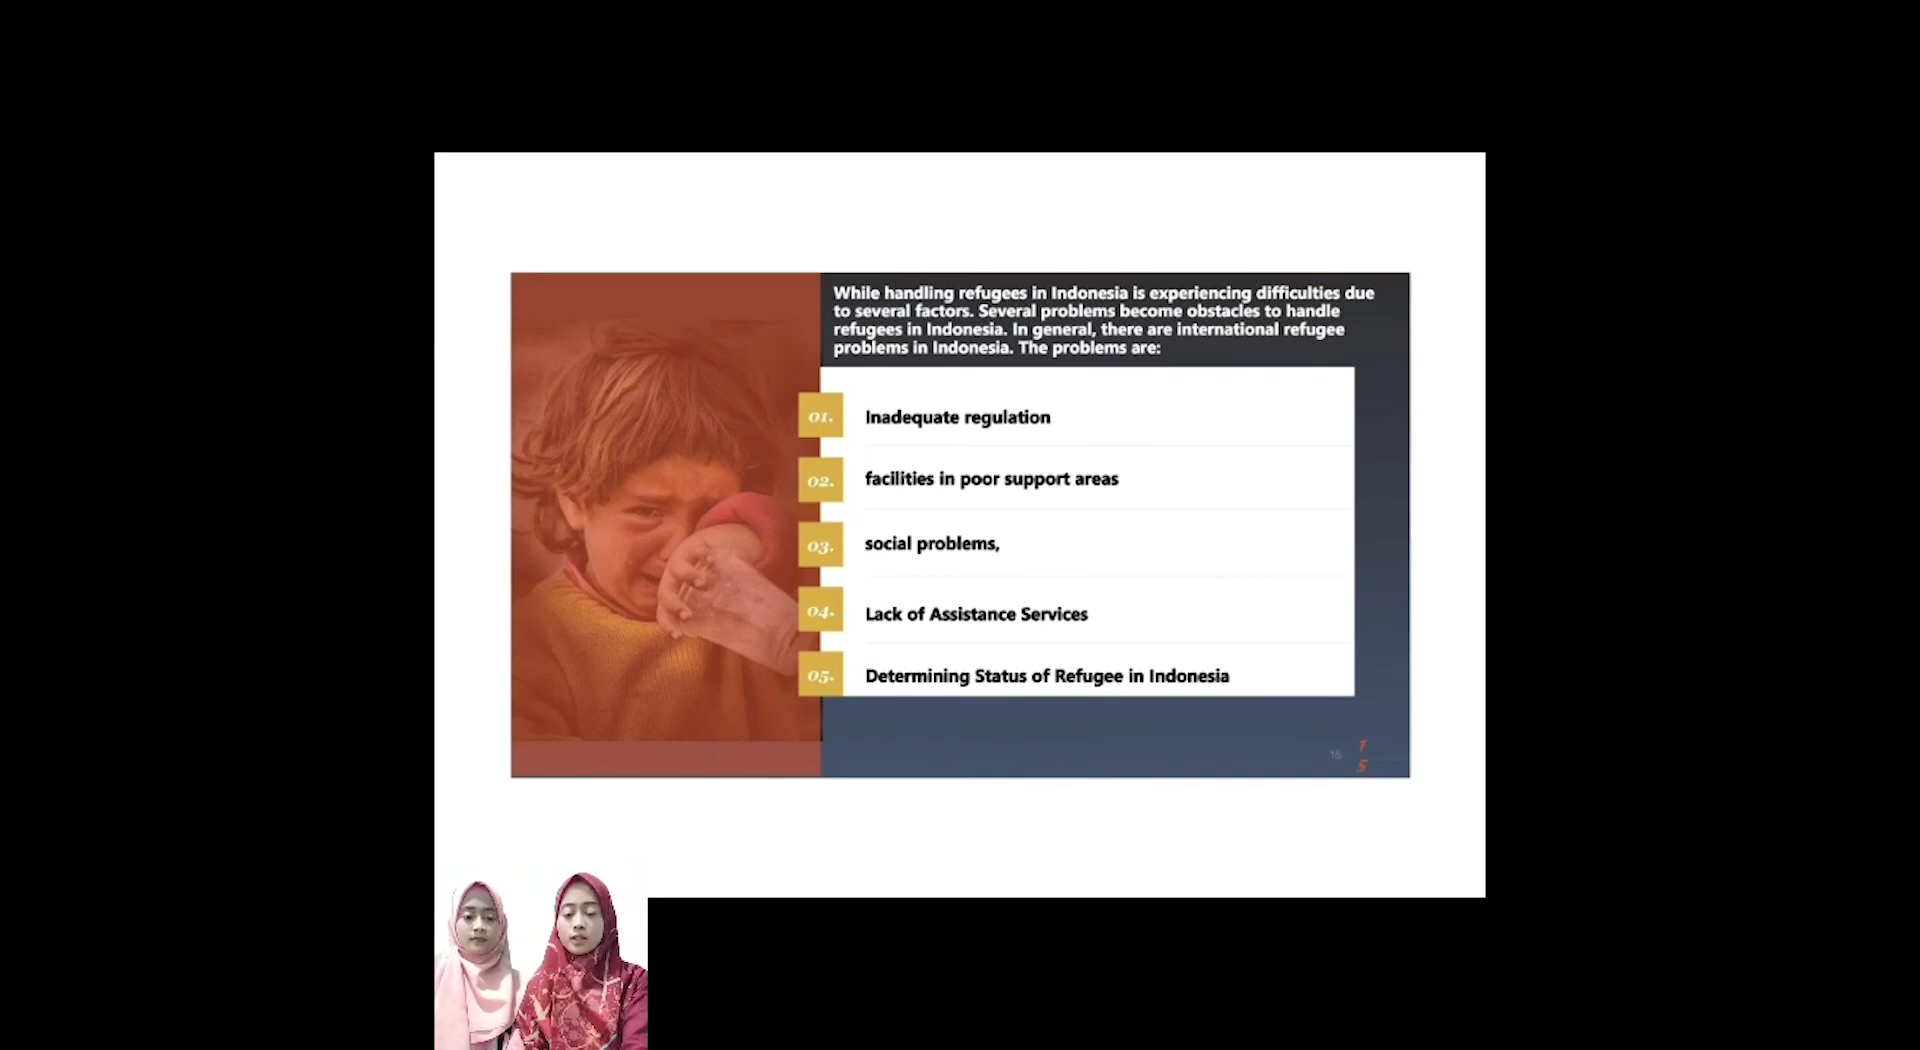 While handling refugees in Indonesia is experiencing difficulties due
to several factors. Several problems become obstacles to handle
refugees in Indonesia. In general, there are international refugee
problems in Indonesia. The problems are:
01. Inadequate regulation
02. facilities in poor support areas
03. social problems,
04. Lack of Assistance Services
05. Determining Status of Refugee in Indonesia
15
1
5